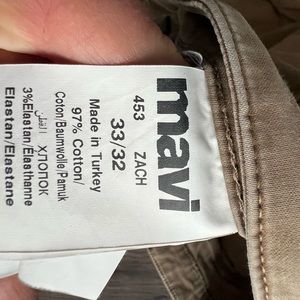 mavi
453 ZACH
33/32
Made in Turkey
97% Cotton/
Coton/Baumwolle/Pamuk
القطن ХЛОПОК
3%Elastan/Elasthanne
Elastan/Elastane